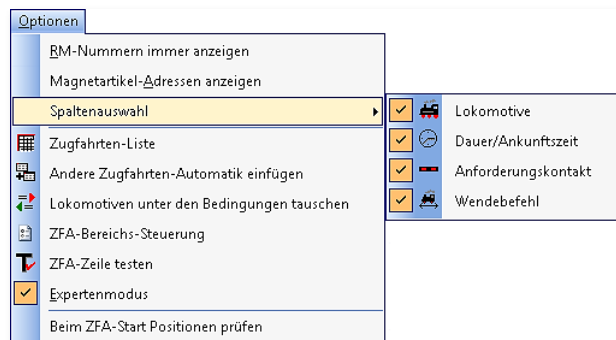 Optionen
RM-Nummern immer anzeigen
Magnetartikel-Adressen anzeigen
Spaltenauswahl
Lokomotive
Dauer/Ankunftszeit
Anforderungskontakt
Wendebefehl
Zugfahrten-Liste
Andere Zugfahrten-Automatik einfügen
Lokomotiven unter den Bedingungen tauschen
ZFA-Bereichs-Steuerung
ZFA-Zeile testen
Expertenmodus
Beim ZFA-Start Positionen prüfen